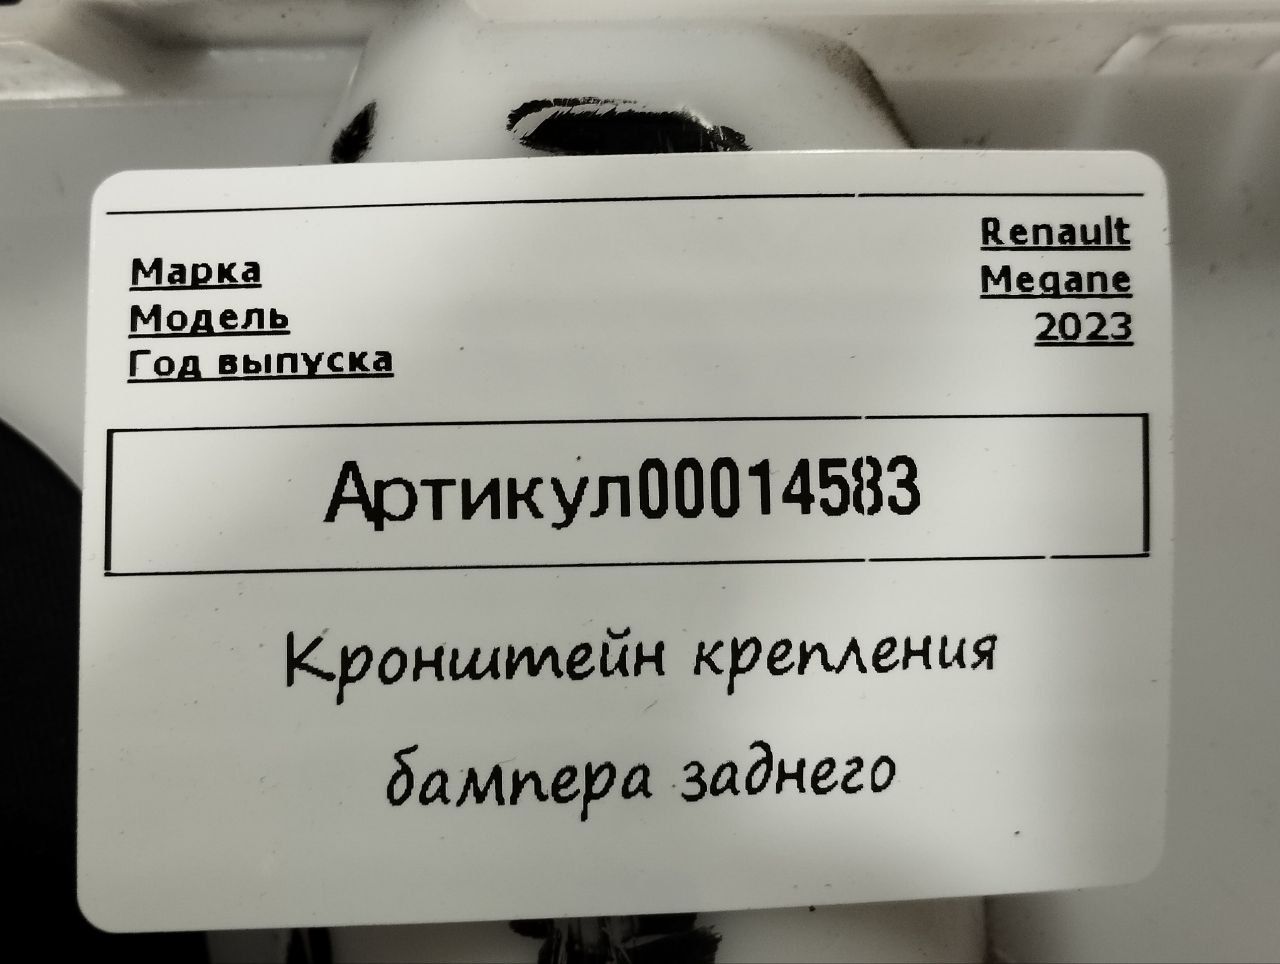 Марка Renault
Модель Megane
Год выпуска 2023
Артикул00014583
Кронштейн крепления
бампера заднего